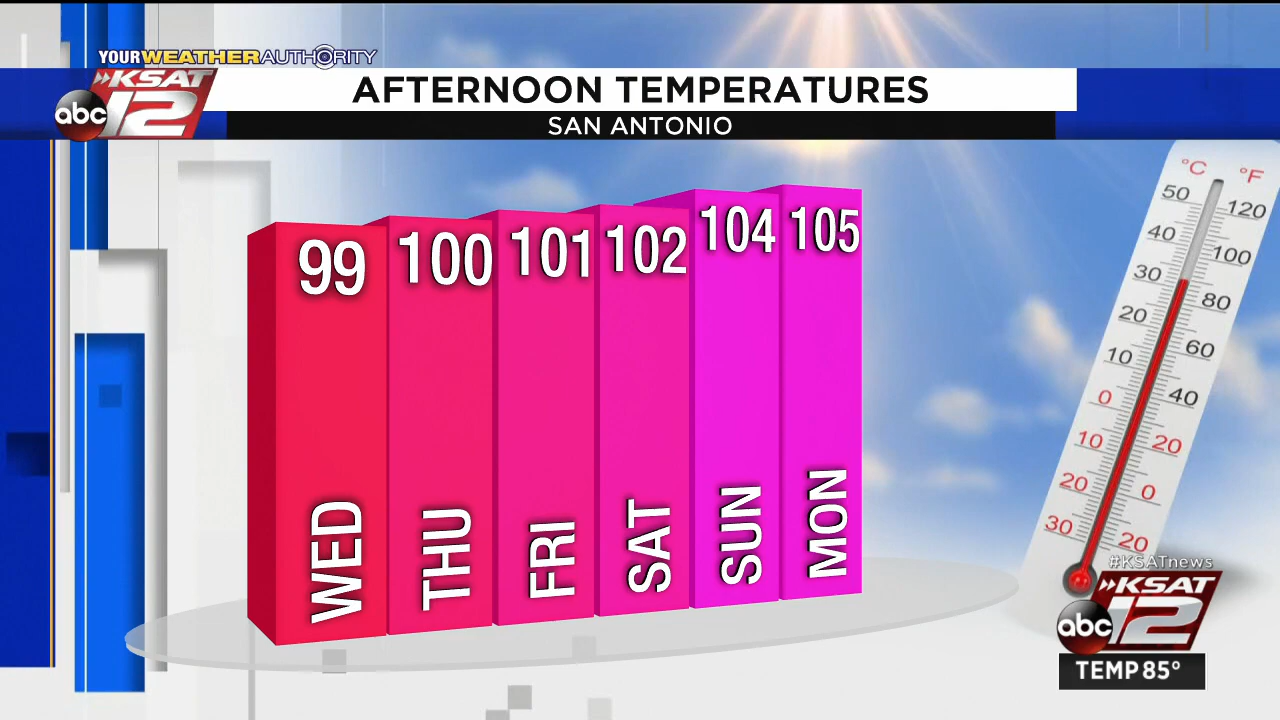 YOURWEATHERAUTHORITY
KSAT
abc 12
AFTERNOON TEMPERATURES
SAN ANTONIO
99 100 101 102 104 105
WED THU FRI SAT SUN MON
°C °F
50 120
40 100
30 80
20 60
10 40
0 20
10 0
20 20
30
#KSATnews
KSAT
abc 12
TEMP 85°